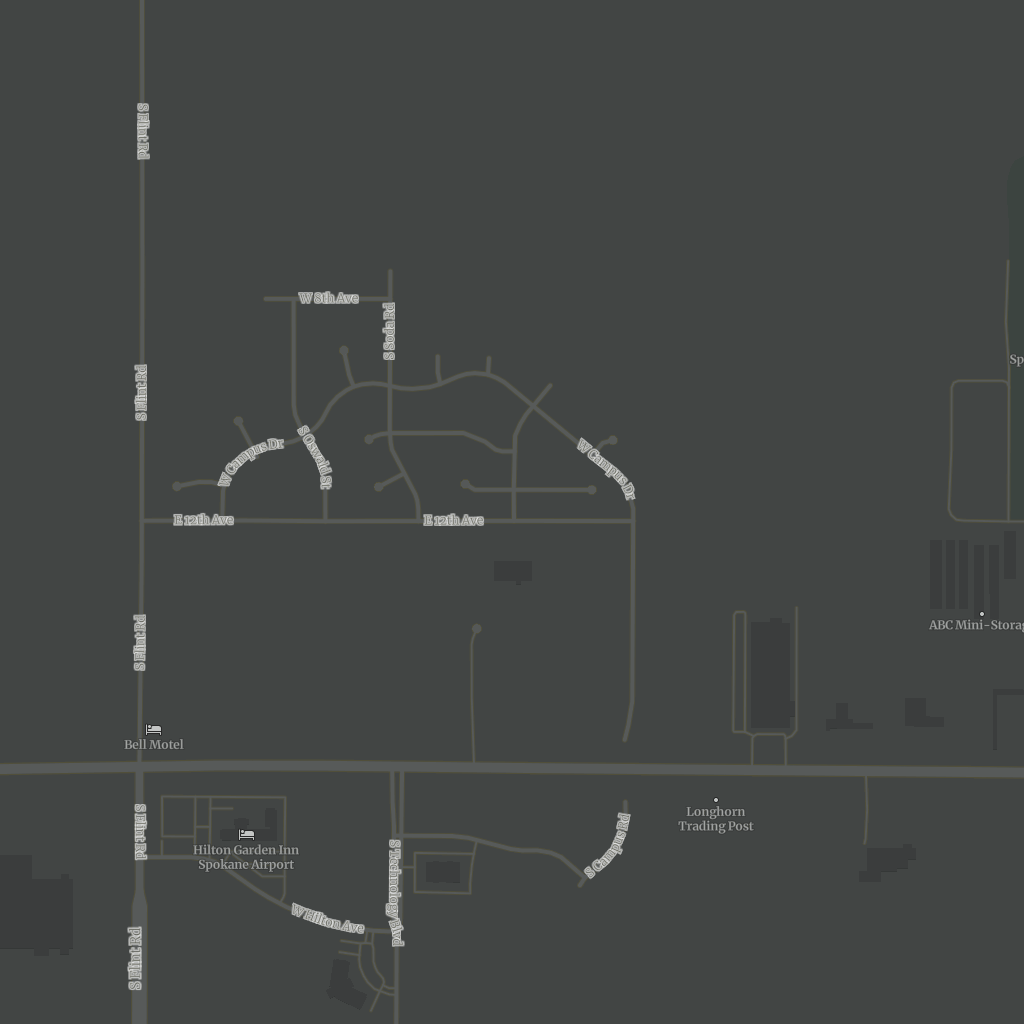 S Flint Rd
W 8th Ave
S Soda Rd
Sp
S Flint Rd
W Campus Dr
S Oswald St
W Campus Dr
E 12th Ave
E 12th Ave
ABC Mini-Storag
S Flint Rd
Bell Motel
S Flint Rd
Longhorn
Trading Post
Hilton Garden Inn
Spokane Airport
S Campus Rd
S Technology Blvd
W Hilton Ave
S Flint Rd